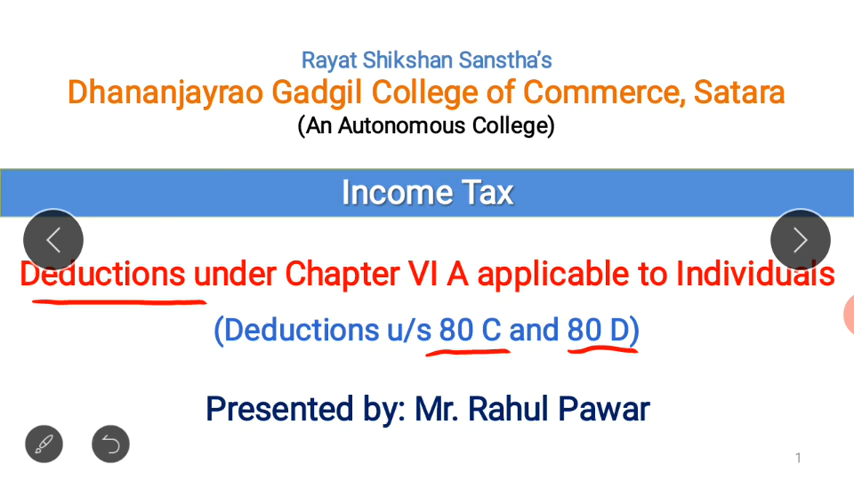 Rayat Shikshan Sanstha's
Dhananjayrao Gadgil College of Commerce, Satara
(An Autonomous College)
Income Tax
Deductions under Chapter VI A applicable to Individuals
(Deductions u/s 80 C and 80 D)
Presented by: Mr. Rahul Pawar
1